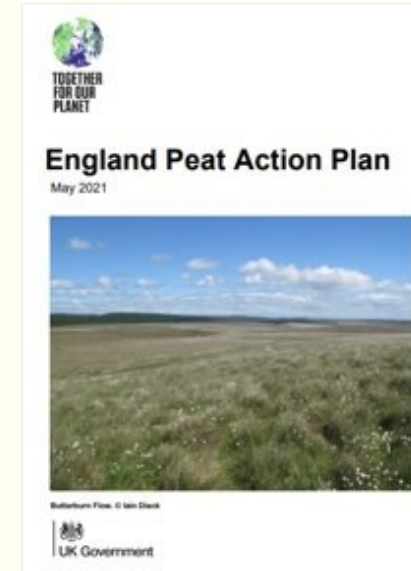 TOGETHER
FOR OUR
PLANET
England Peat Action Plan
May 2021
Butterburn Flow. © Iain Diack
UK Government